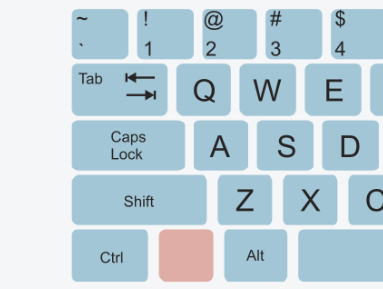 ~ ! @ # $
` 1 2 3 4
Tab Q W E
Caps
Lock A S D
Shift Z X C
Ctrl Alt